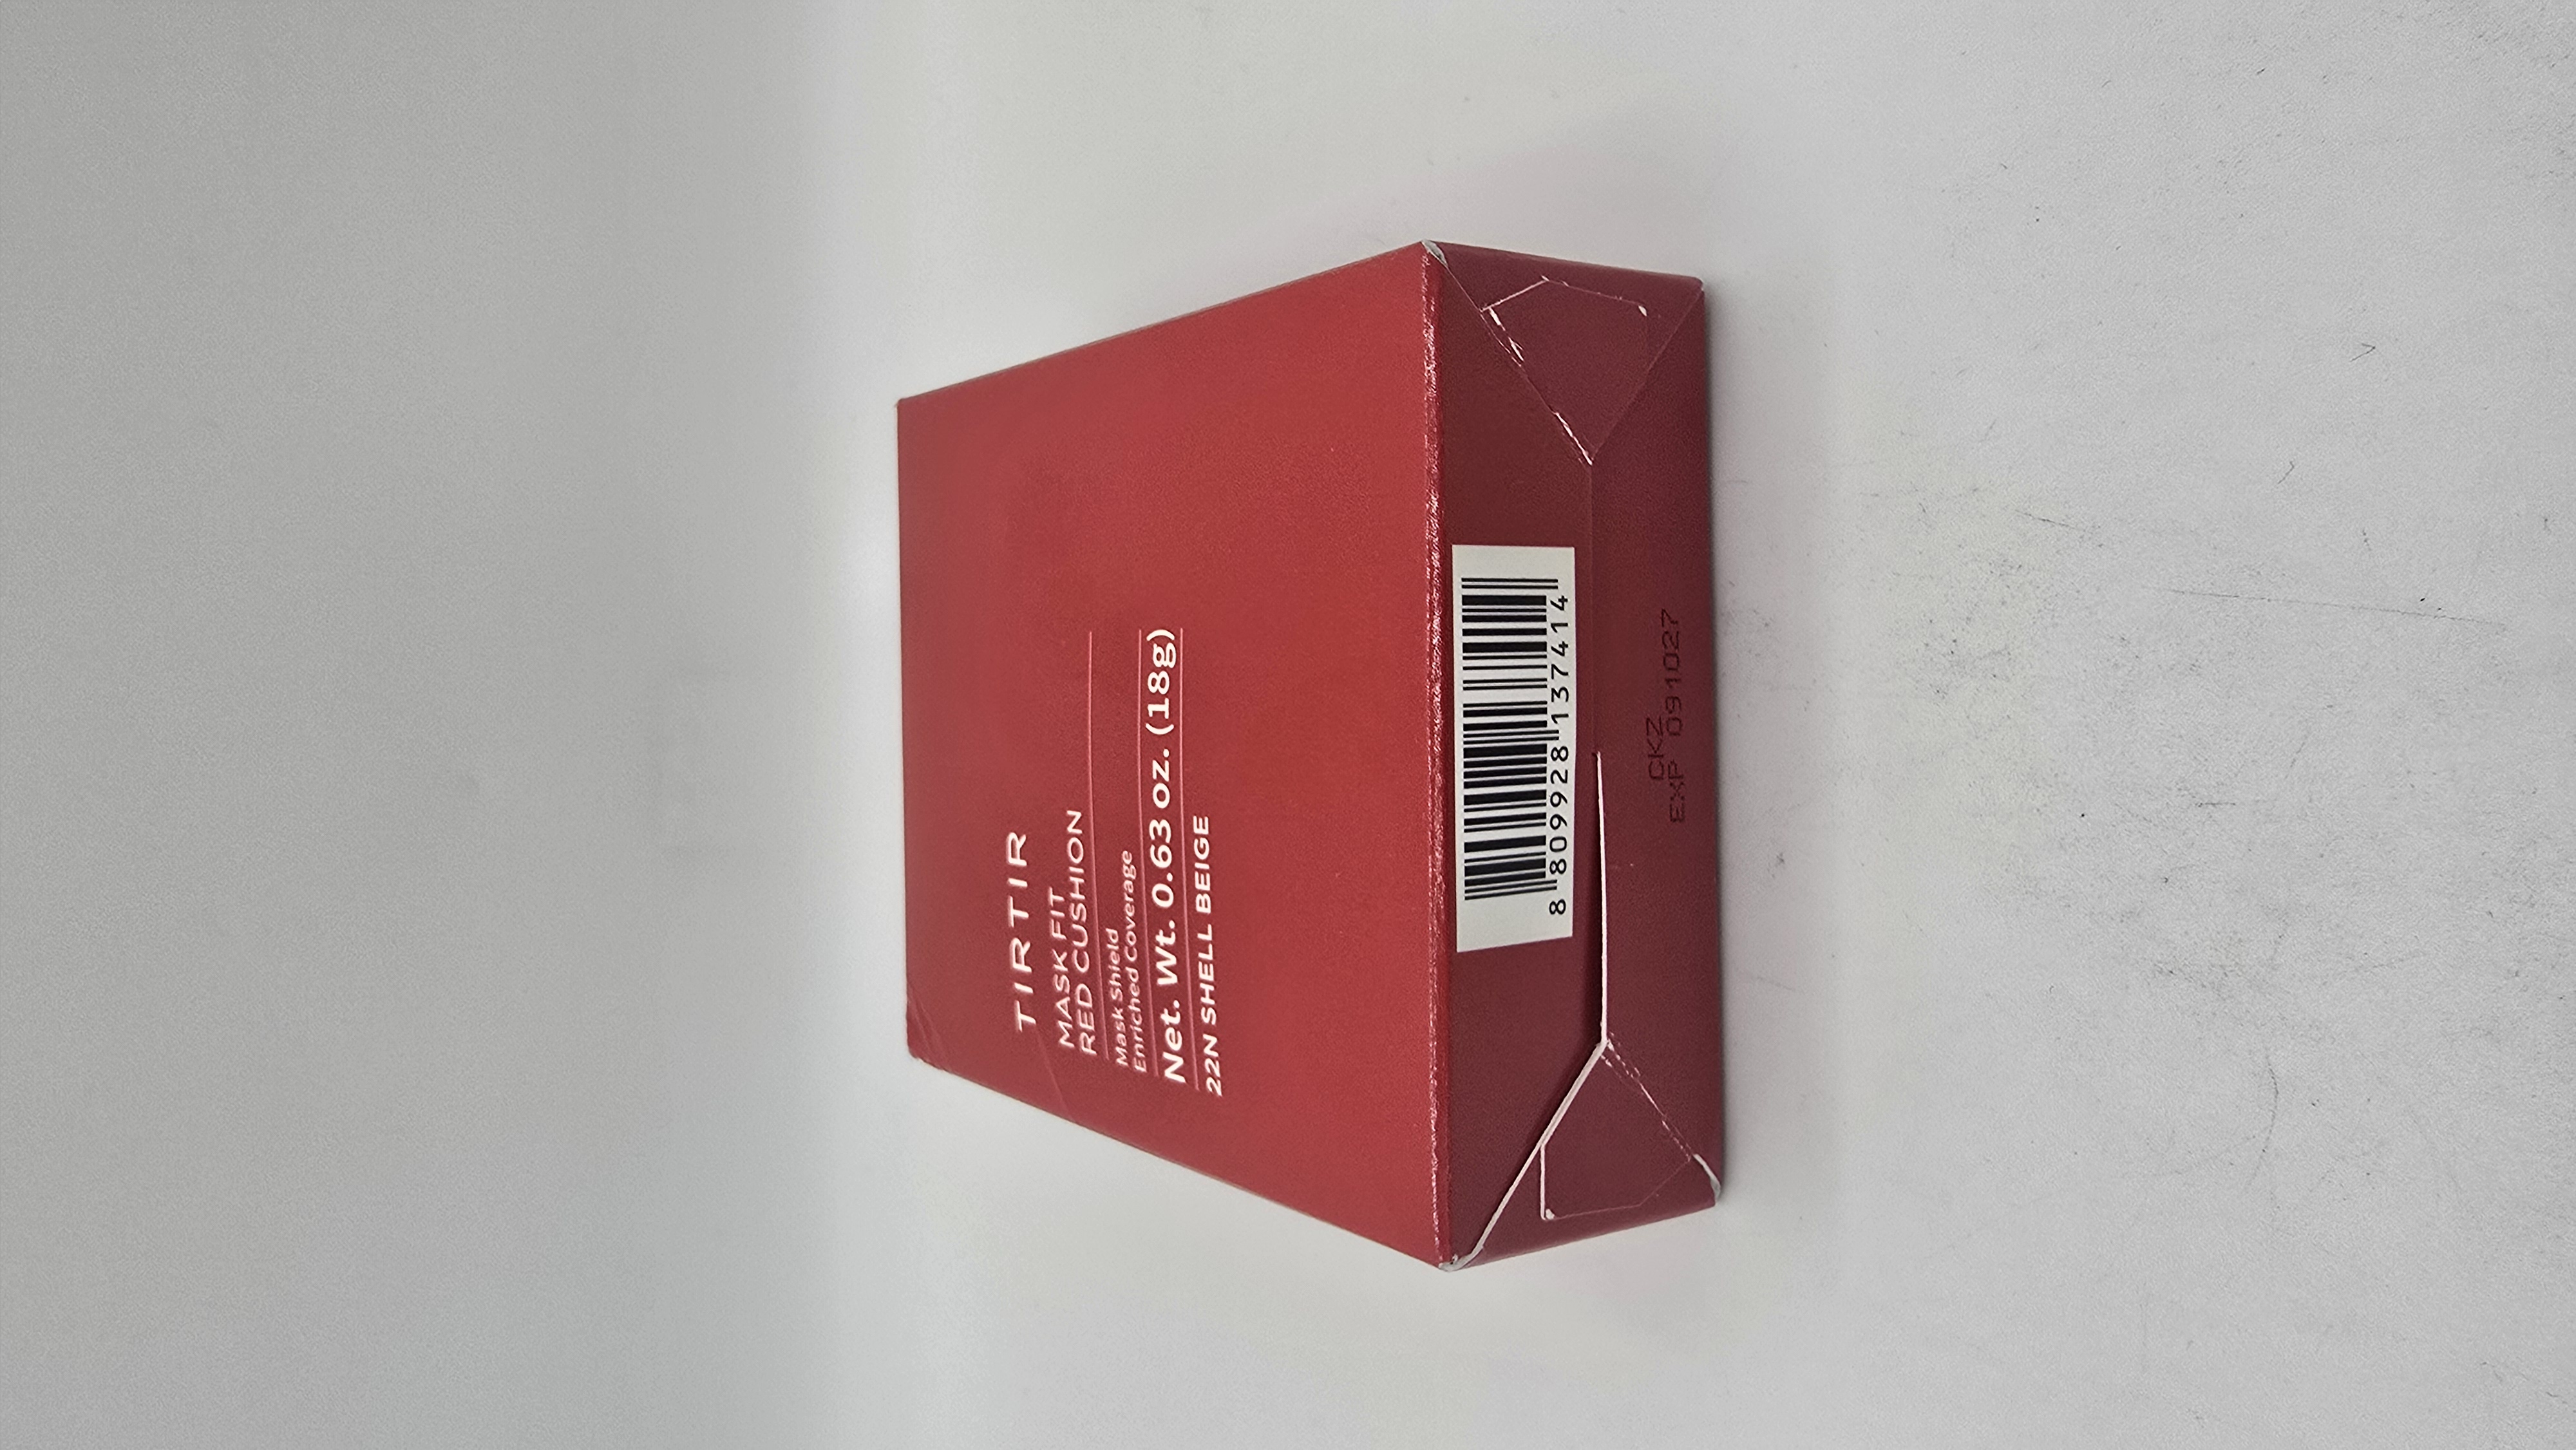 TIRTIR
MASK FIT
RED CUSHION
Mask Shield
Enriched Coverage
Net. Wt. 0.63 oz. (18g)
22N SHELL BEIGE
8 809928 137414
CKZ
EXP 091027